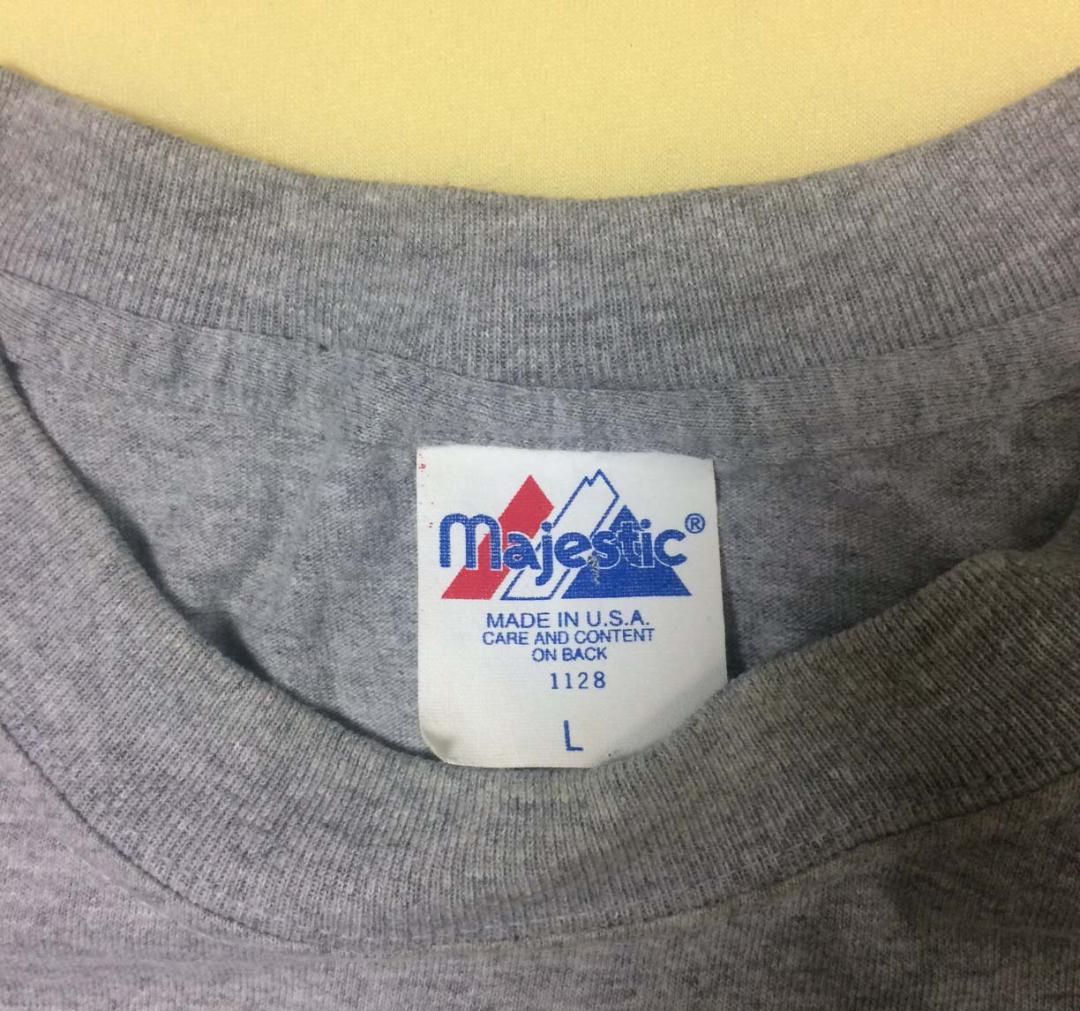 Majestic®
MADE IN U.S.A.
CARE AND CONTENT
ON BACK
1128
L